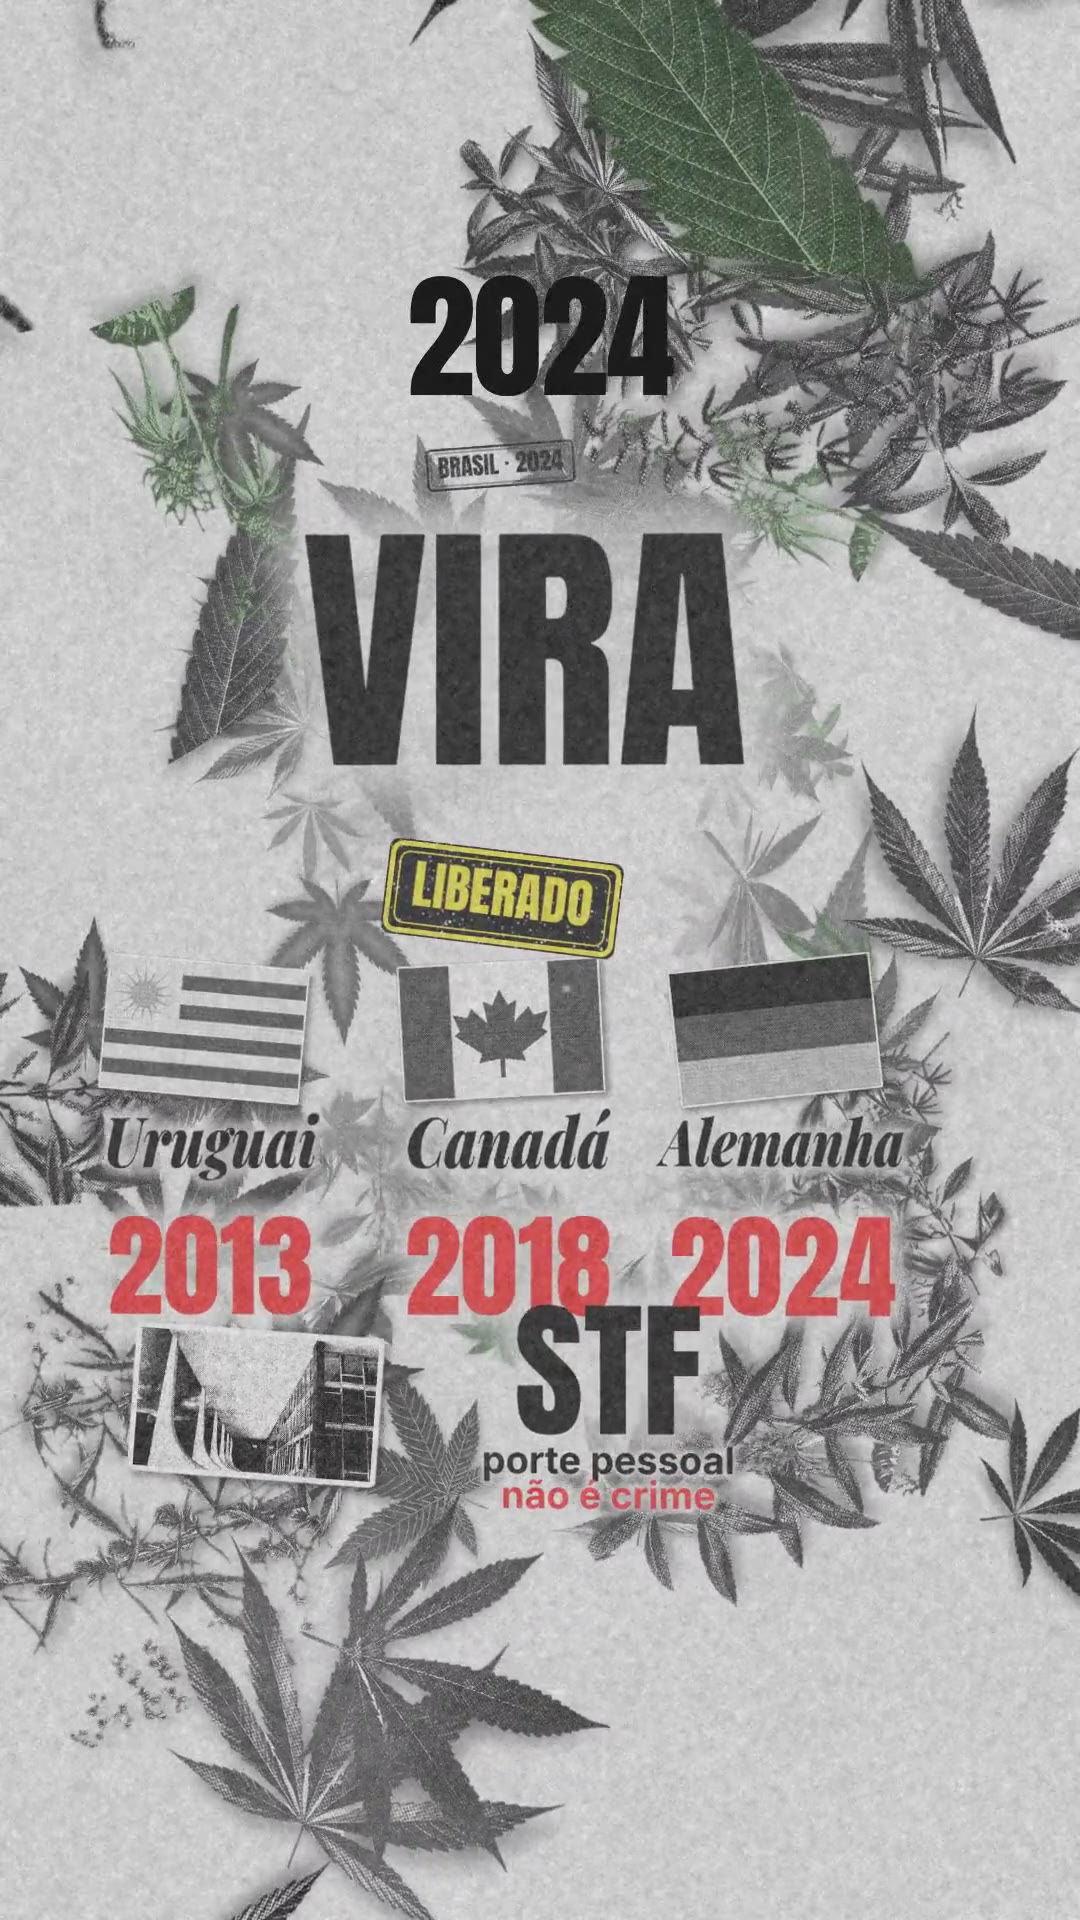 2024
BRASIL · 2024
VIRA
LIBERADO
Uruguai Canadá Alemanha
2013 2018 2024
STF
porte pessoal
não é crime